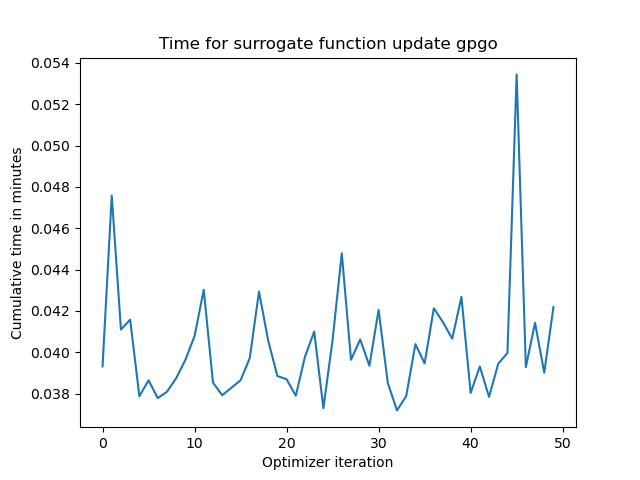 Time for surrogate function update gpgo
0.054
0.052
0.050
0.048
0.046
0.044
0.042
0.040
0.038
Cumulative time in minutes
0 10 20 30 40 50
Optimizer iteration